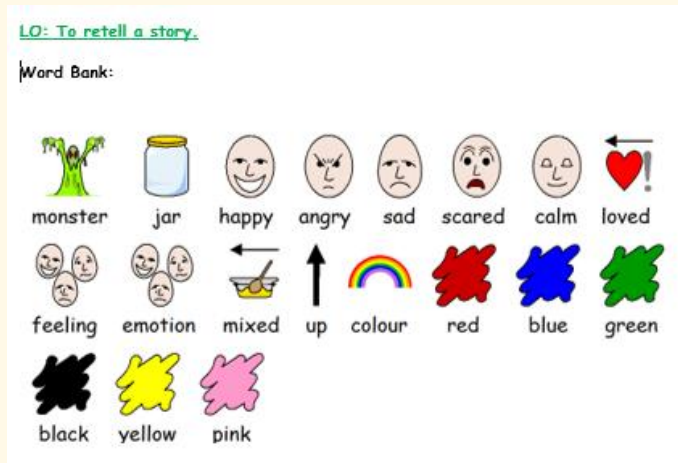 LO: To retell a story.
Word Bank:
monster jar happy angry sad scared calm loved
feeling emotion mixed up colour red blue green
black yellow pink